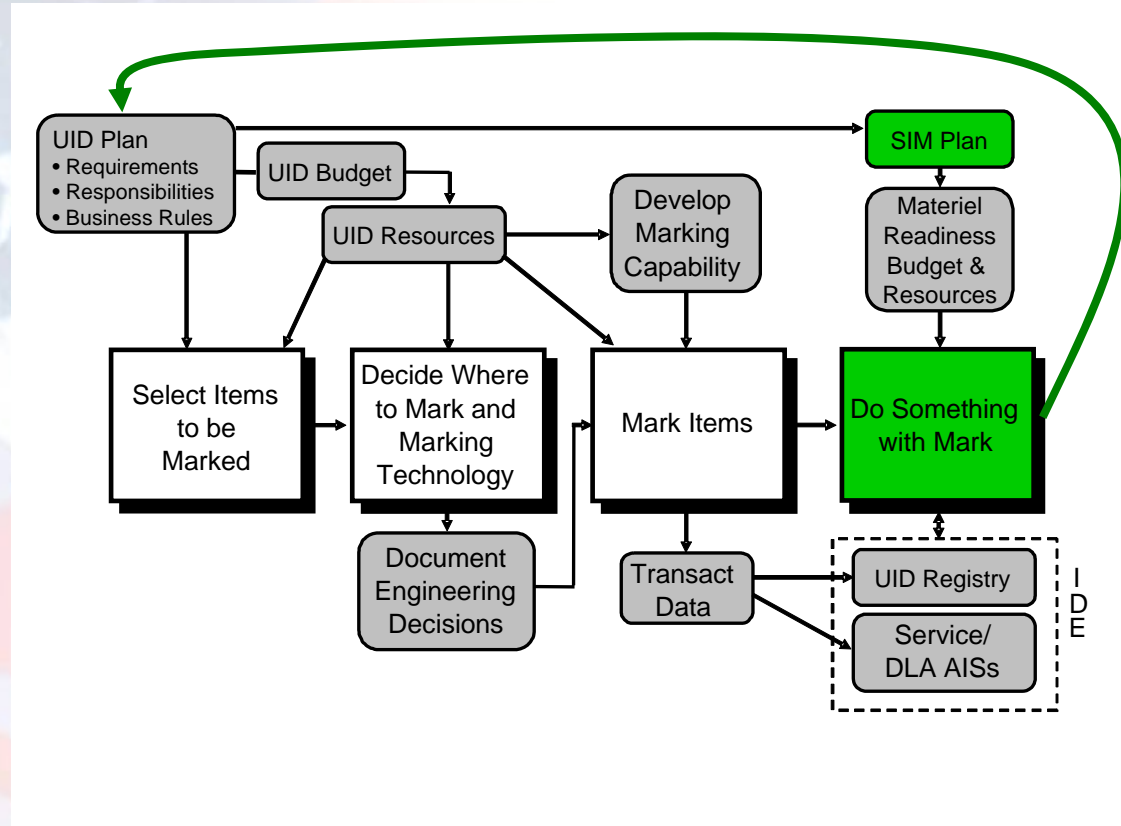 UID Plan
• Requirements
• Responsibilities
• Business Rules
UID Budget
UID Resources
Develop
Marking
Capability
SIM Plan
Materiel
Readiness
Budget &
Resources
Select Items
to be
Marked
Decide Where
to Mark and
Marking
Technology
Mark Items
Do Something
with Mark
Document
Engineering
Decisions
Transact
Data
UID Registry
Service/
DLA AISs
I
D
E